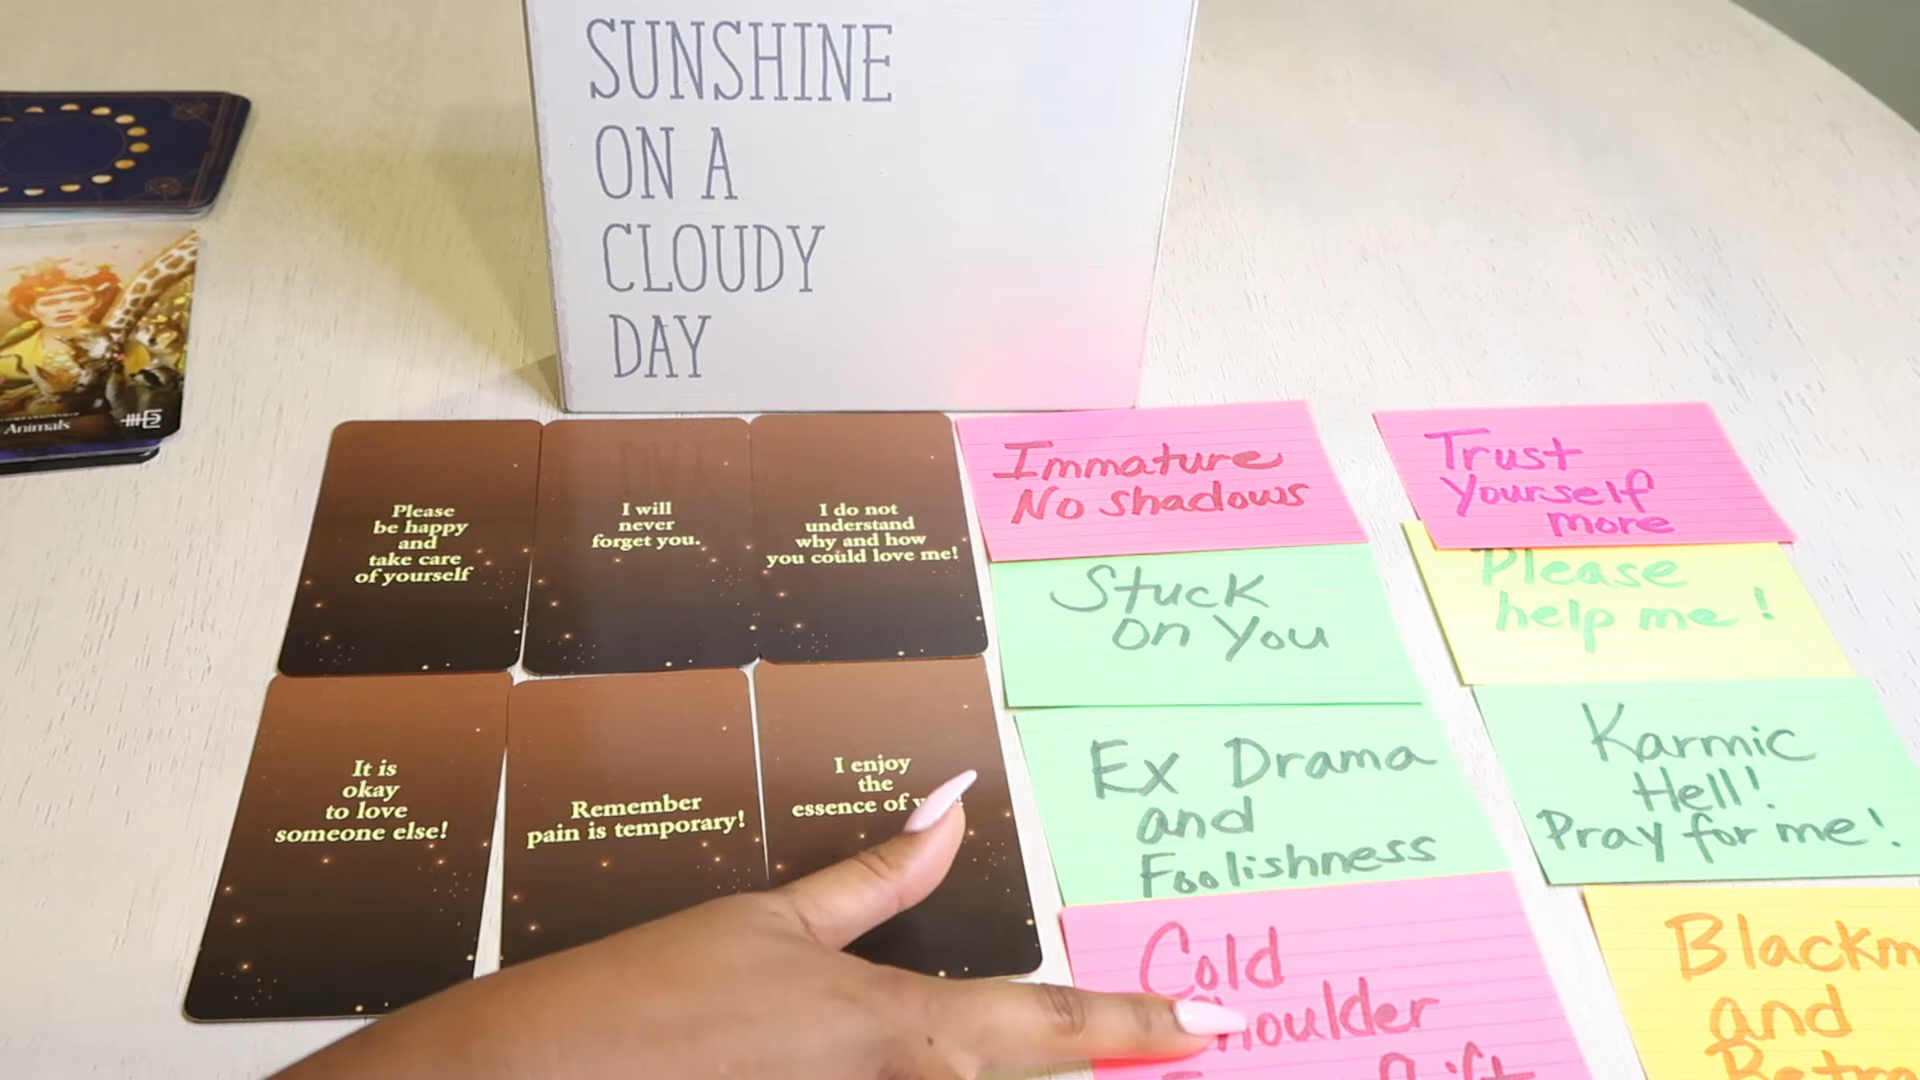 SUNSHINE
ON A
CLOUDY
DAY
Animals
Please
be happy
and
take care
of yourself
I will
never
forget you.
I do not
understand
why and how
you could love me!
It is
okay
to love
someone else!
Remember
pain is temporary!
I enjoy
the
essence of
Immature
No shadows
Stuck
on You
Ex Drama
and
Foolishness
Cold
Shoulder
Trust
Yourself
more
Please
help me!
Karmic
Hell!
Pray for me!
and